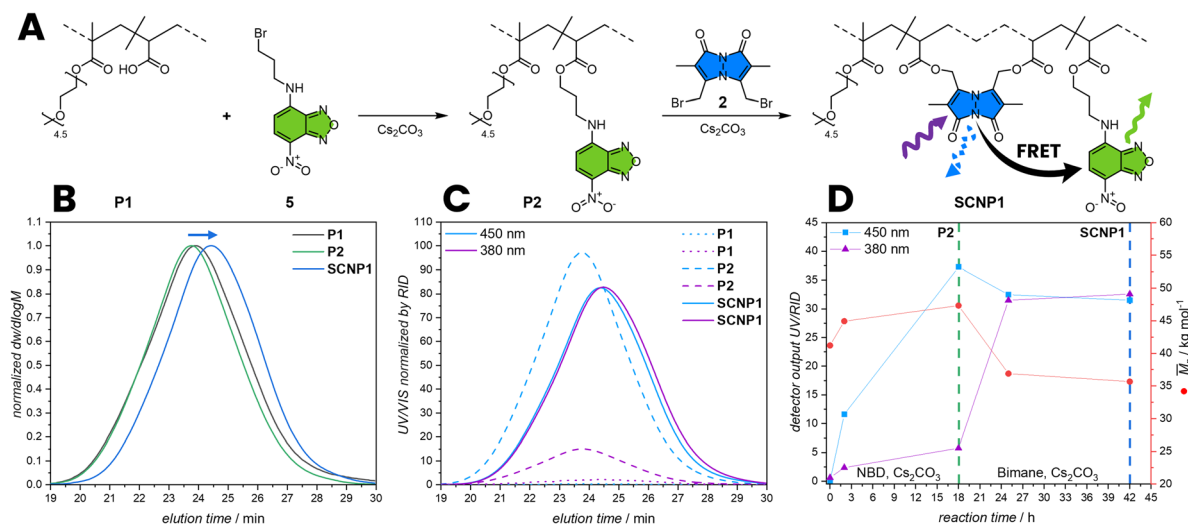 A
Br
O
O
HO
O
O
4.5
+
NH
N
O
N
N+
O-
O
Cs2CO3
O
O
O
O
O
4.5
NH
N
O
N
N+
O
O-
O
O
N
N
Br
Br
2
Cs2CO3
O
O
O
O
O
O
O
O
O
4.5
N
N
O
O
FRET
NH
N
O
N
N+
O-
O
P1
5
P2
SCNP1
B
1.1
1.0
0.9
0.8
0.7
0.6
0.5
0.4
0.3
0.2
0.1
0.0
normalized dw/dlogM
P1
P2
SCNP1
19 20 21 22 23 24 25 26 27 28 29 30
elution time / min
C
110
100
90
80
70
60
50
40
30
20
10
0
UV/VIS normalized by RID
450 nm
380 nm
P1
P1
P2
P2
SCNP1
SCNP1
19 20 21 22 23 24 25 26 27 28 29 30
elution time / min
D
45
40
35
30
25
20
15
10
5
0
detector output UV/RID
450 nm
380 nm
P2
SCNP1
NBD, Cs2CO3
Bimane, Cs2CO3
60
55
50
45
40
35
30
25
20
0 3 6 9 12 15 18 21 24 27 30 33 36 39 42 45
reaction time / h
/ kg mol-1